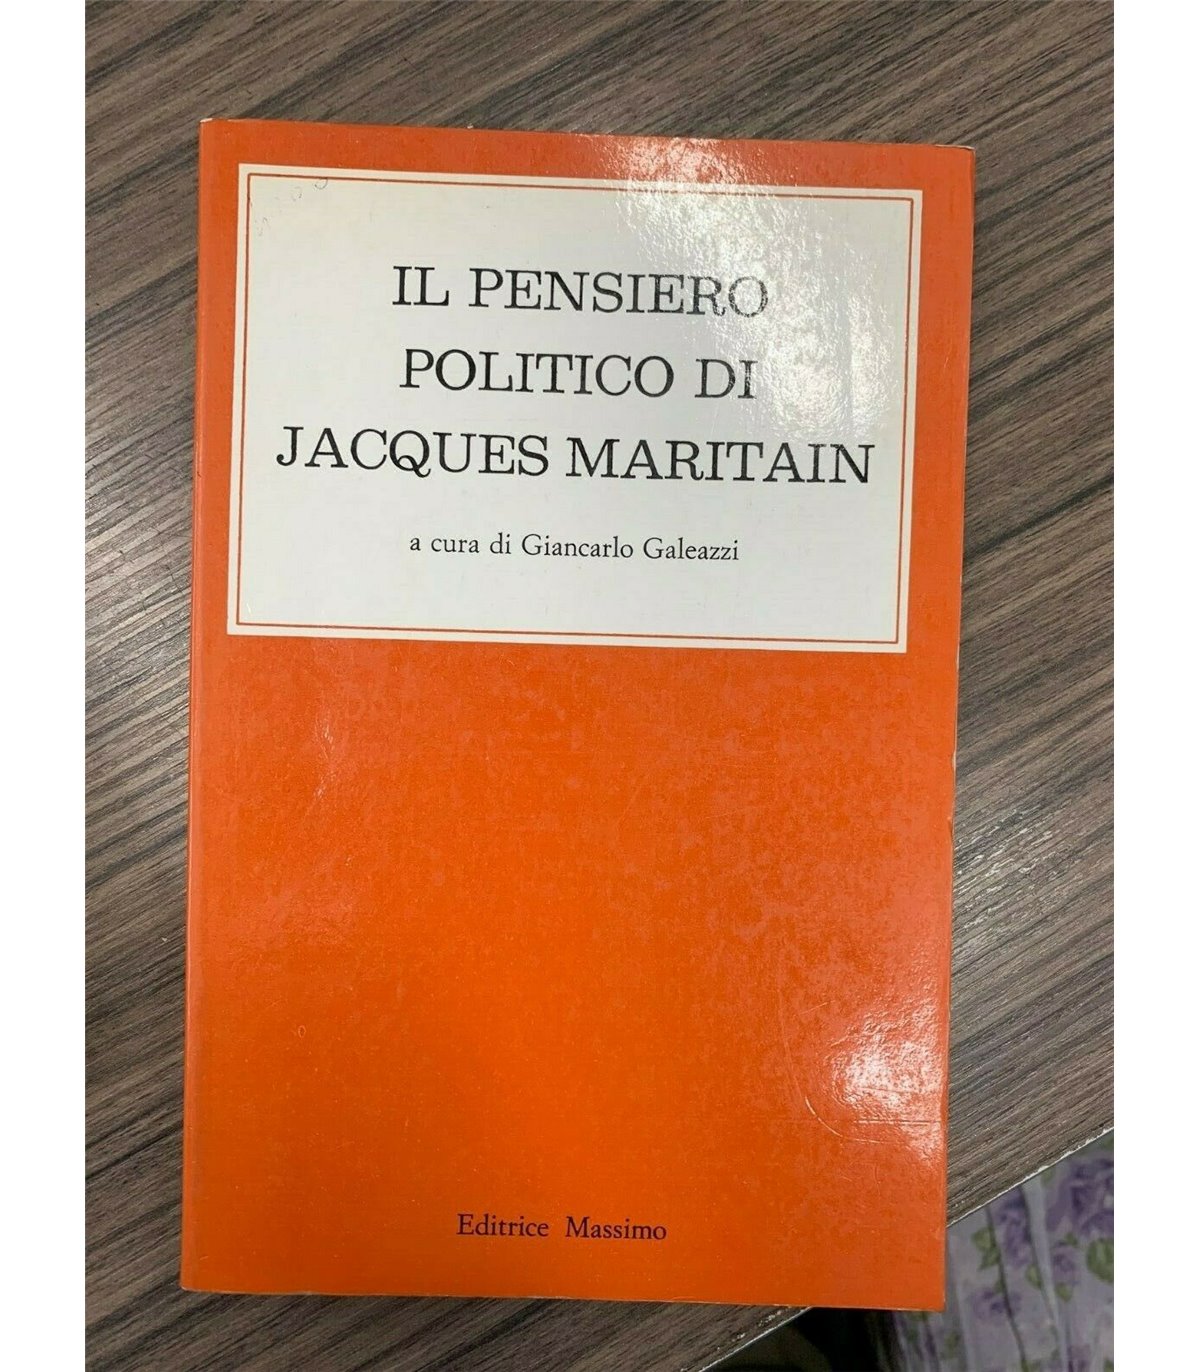 IL PENSIERO
POLITICO DI
JACQUES MARITAIN
a cura di Giancarlo Galeazzi
Editrice Massimo